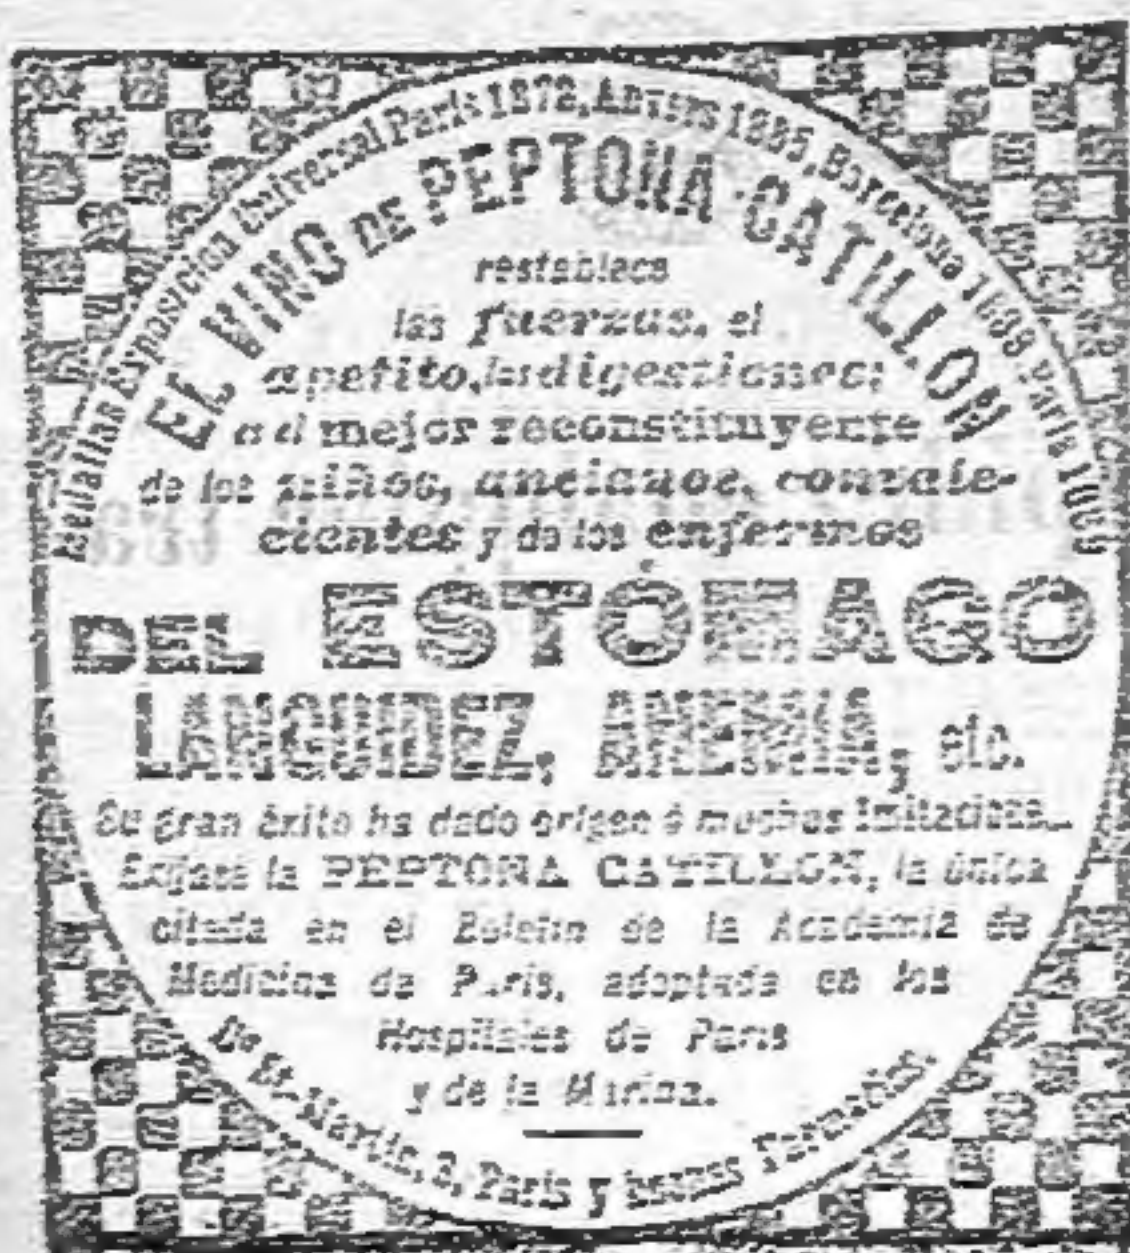 Medallas Exposición Universal Paris 1878, Anvers 1885, Barcelona 1888, Paris 1889
EL VINO DE PEPTONA CATILLON
restablece
las fuerzas, el
apetito, las digestiones;
es el mejor reconstituyente
de los niños, ancianos, convale-
cientes y de los enfermos
DEL ESTÓMAGO
LANGUIDEZ, ANEMIA, etc.
Su gran éxito ha dado origen á muchas Imitaciones.
Exijase la PEPTONA CATILLON, la única
citada en el Boletin de la Academia de
Medicina de Paris, adoptada en los
Hospitales de Paris
y de la Marina.
St-Martin, 3, Paris y buenas Farmacias.